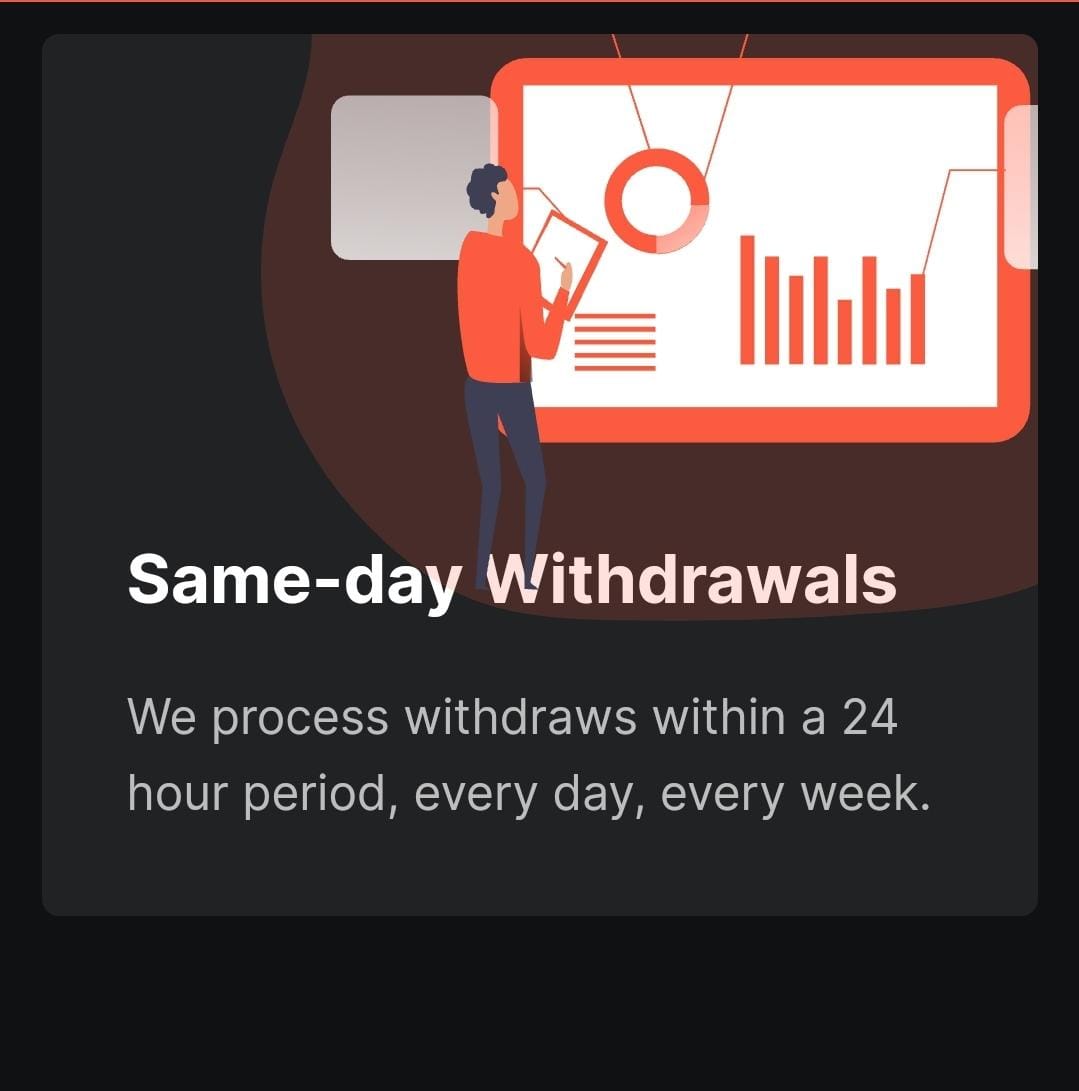 Same-day Withdrawals
We process withdraws within a 24
hour period, every day, every week.